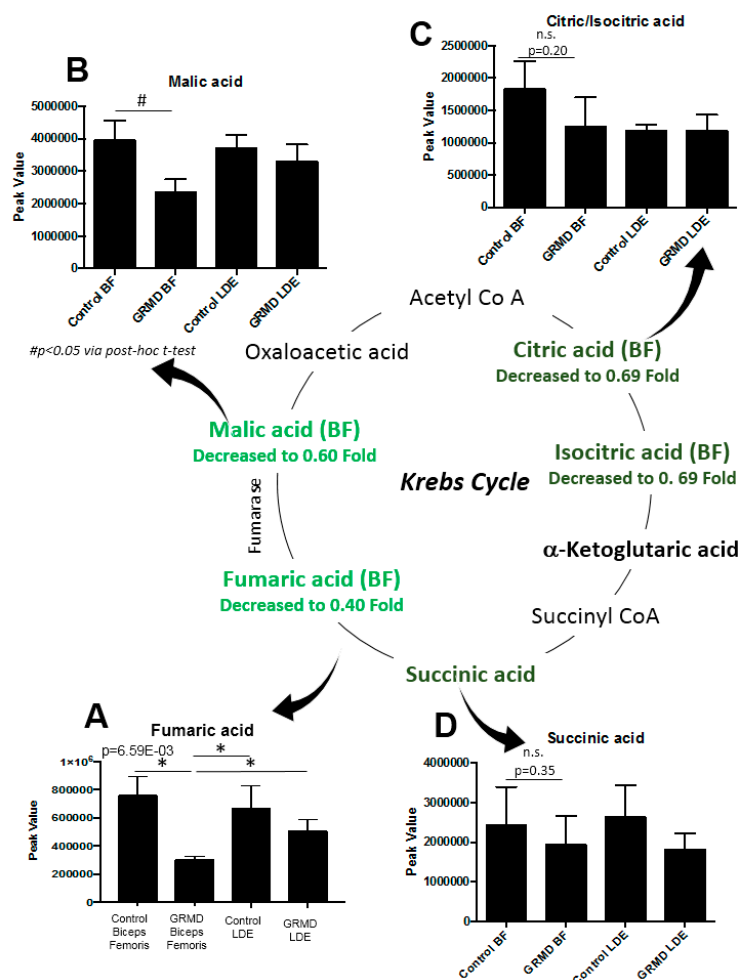 B
Malic acid
#
5000000
4000000
3000000
2000000
1000000
0
Peak Value
Control BF
GRMD BF
Control LDE
GRMD LDE
#p<0.05 via post-hoc t-test
C
Citric/Isocitric acid
n.s.
p=0.20
2500000
2000000
1500000
1000000
500000
0
Peak Value
Control BF
GRMD BF
Control LDE
GRMD LDE
Acetyl Co A
Oxaloacetic acid
Citric acid (BF)
Decreased to 0.69 Fold
Malic acid (BF)
Decreased to 0.60 Fold
Krebs Cycle
Isocitric acid (BF)
Decreased to 0. 69 Fold
Fumarase
α-Ketoglutaric acid
Fumaric acid (BF)
Decreased to 0.40 Fold
Succinyl CoA
Succinic acid
A
Fumaric acid
p=6.59E-03
*
*
*
1×10⁶
800000
600000
400000
200000
0
Peak Value
Control
Biceps
Femoris
GRMD
Biceps
Femoris
Control
LDE
GRMD
LDE
D
Succinic acid
n.s.
p=0.35
4000000
3000000
2000000
1000000
0
Peak Value
Control BF
GRMD BF
Control LDE
GRMD LDE